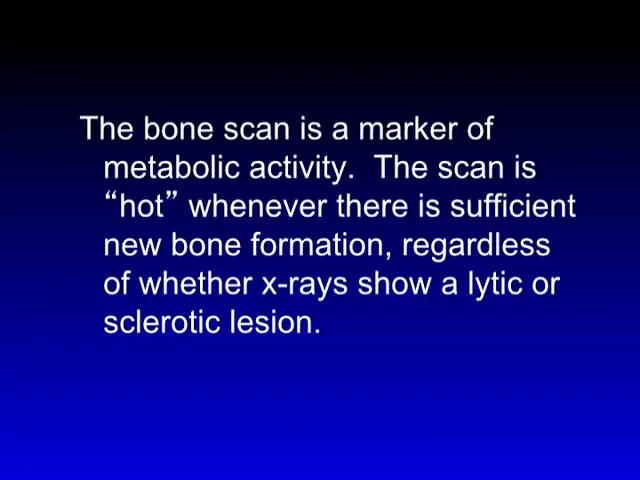 The bone scan is a marker of
metabolic activity.  The scan is
“hot” whenever there is sufficient
new bone formation, regardless
of whether x-rays show a lytic or
sclerotic lesion.